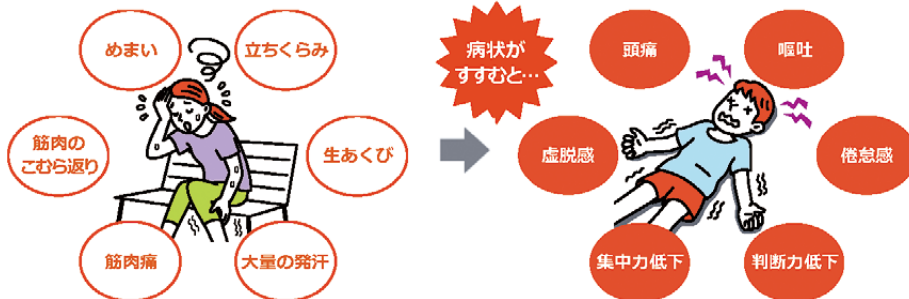 めまい
立ちくらみ
筋肉の
こむら返り
生あくび
筋肉痛
大量の発汗
病状が
すすむと…
頭痛
嘔吐
虚脱感
倦怠感
集中力低下
判断力低下